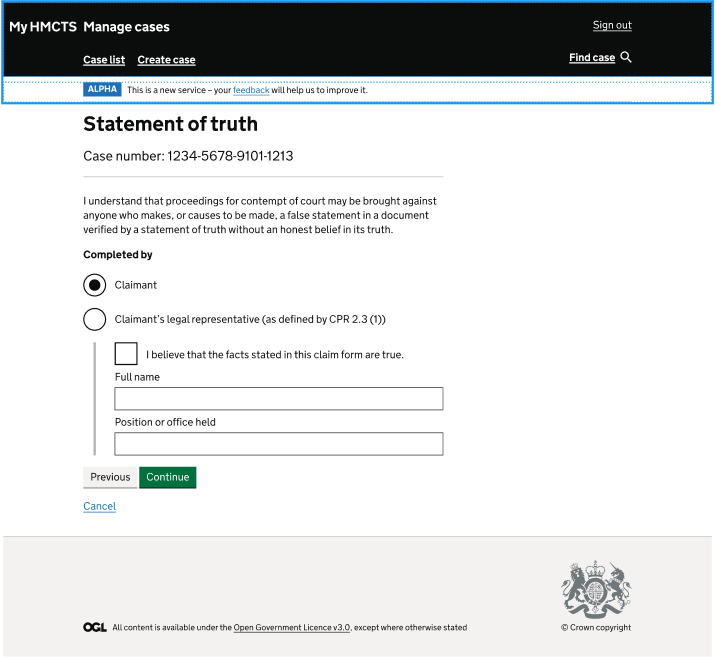 My HMCTS Manage cases Sign out
Case list Create case Find case
ALPHA This is a new service – your feedback will help us to improve it.
Statement of truth
Case number: 1234-5678-9101-1213
I understand that proceedings for contempt of court may be brought against
anyone who makes, or causes to be made, a false statement in a document
verified by a statement of truth without an honest belief in its truth.
Completed by
Claimant
Claimant's legal representative (as defined by CPR 2.3 (1))
I believe that the facts stated in this claim form are true.
Full name
Position or office held
Previous Continue
Cancel
OGL All content is available under the Open Government Licence v3.0, except where otherwise stated
© Crown copyright